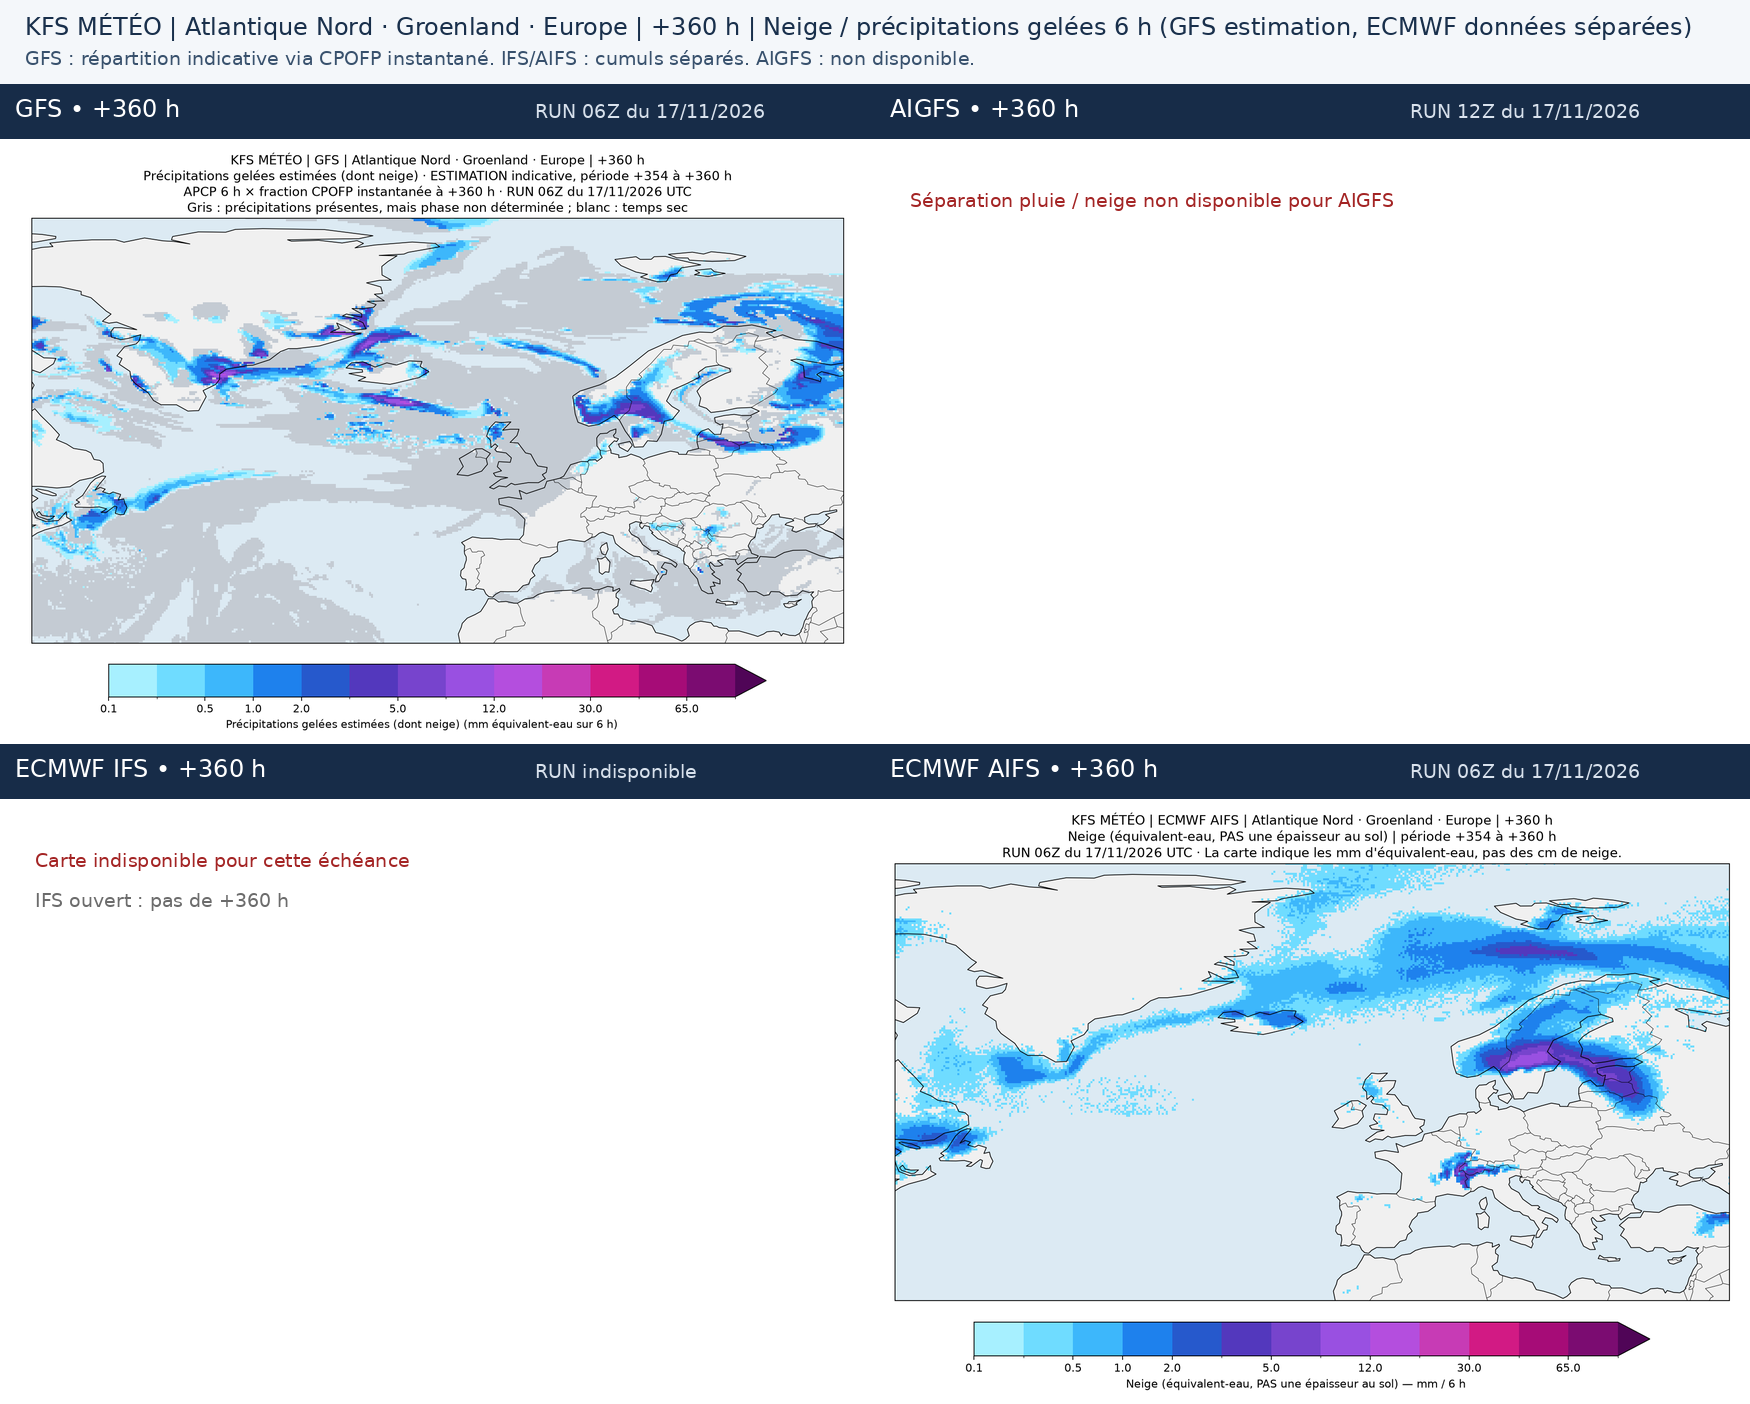 KFS MÉTÉO | Atlantique Nord · Groenland · Europe | +360 h | Neige / précipitations gelées 6 h (GFS estimation, ECMWF données séparées)
GFS : répartition indicative via CPOFP instantané. IFS/AIFS : cumuls séparés. AIGFS : non disponible.
GFS • +360 h
RUN 06Z du 17/11/2026
AIGFS • +360 h
RUN 12Z du 17/11/2026
KFS MÉTÉO | GFS | Atlantique Nord · Groenland · Europe | +360 h
Précipitations gelées estimées (dont neige) · ESTIMATION indicative, période +354 à +360 h
APCP 6 h × fraction CPOFP instantanée à +360 h · RUN 06Z du 17/11/2026 UTC
Gris : précipitations présentes, mais phase non déterminée ; blanc : temps sec
Séparation pluie / neige non disponible pour AIGFS
0.1 0.5 1.0 2.0 5.0 12.0 30.0 65.0
Précipitations gelées estimées (dont neige) (mm équivalent-eau sur 6 h)
ECMWF IFS • +360 h
RUN indisponible
ECMWF AIFS • +360 h
RUN 06Z du 17/11/2026
Carte indisponible pour cette échéance
IFS ouvert : pas de +360 h
KFS MÉTÉO | ECMWF AIFS | Atlantique Nord · Groenland · Europe | +360 h
Neige (équivalent-eau, PAS une épaisseur au sol) | période +354 à +360 h
RUN 06Z du 17/11/2026 UTC · La carte indique les mm d'équivalent-eau, pas des cm de neige.
0.1 0.5 1.0 2.0 5.0 12.0 30.0 65.0
Neige (équivalent-eau, PAS une épaisseur au sol) — mm / 6 h